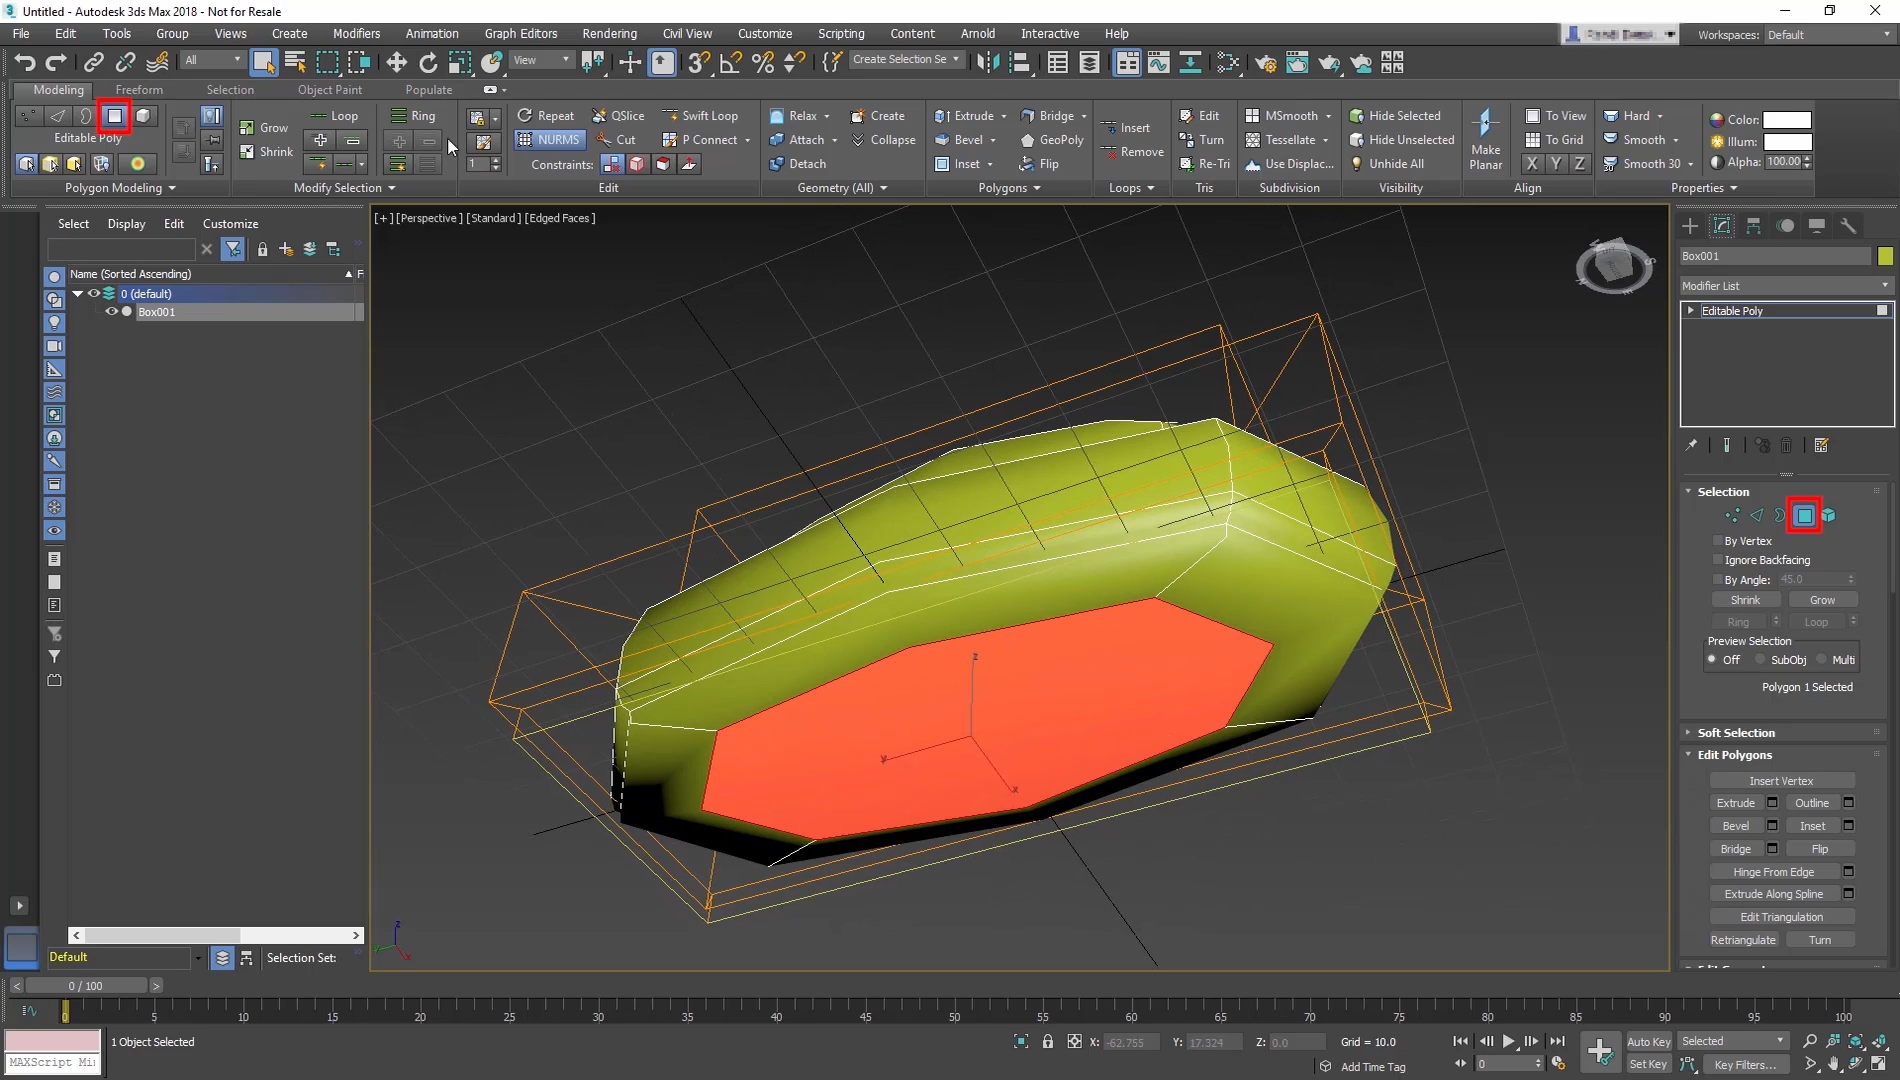 Untitled - Autodesk 3ds Max 2018 - Not for Resale
File Edit Tools Group Views Create Modifiers Animation Graph Editors Rendering Civil View Customize Scripting Content Arnold Interactive Help
Workspaces: Default
All View Create Selection Se
Modeling Freeform Selection Object Paint Populate
Grow Loop Ring Repeat QSlice Swift Loop Relax Create Extrude Bridge Insert Edit MSmooth Hide Selected To View Hard Color:
Editable Poly NURMS Cut P Connect Attach Collapse Bevel GeoPoly Turn Tessellate Hide Unselected To Grid Smooth Illum:
Shrink 1 Constraints: Detach Inset Flip Remove Re-Tri Use Displac... Unhide All Make Planar X Y Z Smooth 30 Alpha: 100.00
Polygon Modeling Modify Selection Edit Geometry (All) Polygons Loops Tris Subdivision Visibility Align Properties
Select Display Edit Customize
[+] [Perspective] [Standard] [Edged Faces]
Name (Sorted Ascending) F
0 (default)
Box001
z
y
x
z
y
x
Box001
Modifier List
Editable Poly
Selection
By Vertex
Ignore Backfacing
By Angle: 45.0
Shrink Grow
Ring Loop
Preview Selection
Off SubObj Multi
Polygon 1 Selected
Soft Selection
Edit Polygons
Insert Vertex
Extrude Outline
Bevel Inset
Bridge Flip
Hinge From Edge
Extrude Along Spline
Edit Triangulation
Retriangulate Turn
Default Selection Set:
< 0 / 100 >
0 5 10 15 20 25 30 35 40 45 50 55 60 65 70 75 80 85 90 95 100
1 Object Selected X: -62.755 Y: 17.324 Z: 0.0 Grid = 10.0 Auto Key Selected
MAXScript Mi Add Time Tag 0 Set Key Key Filters...